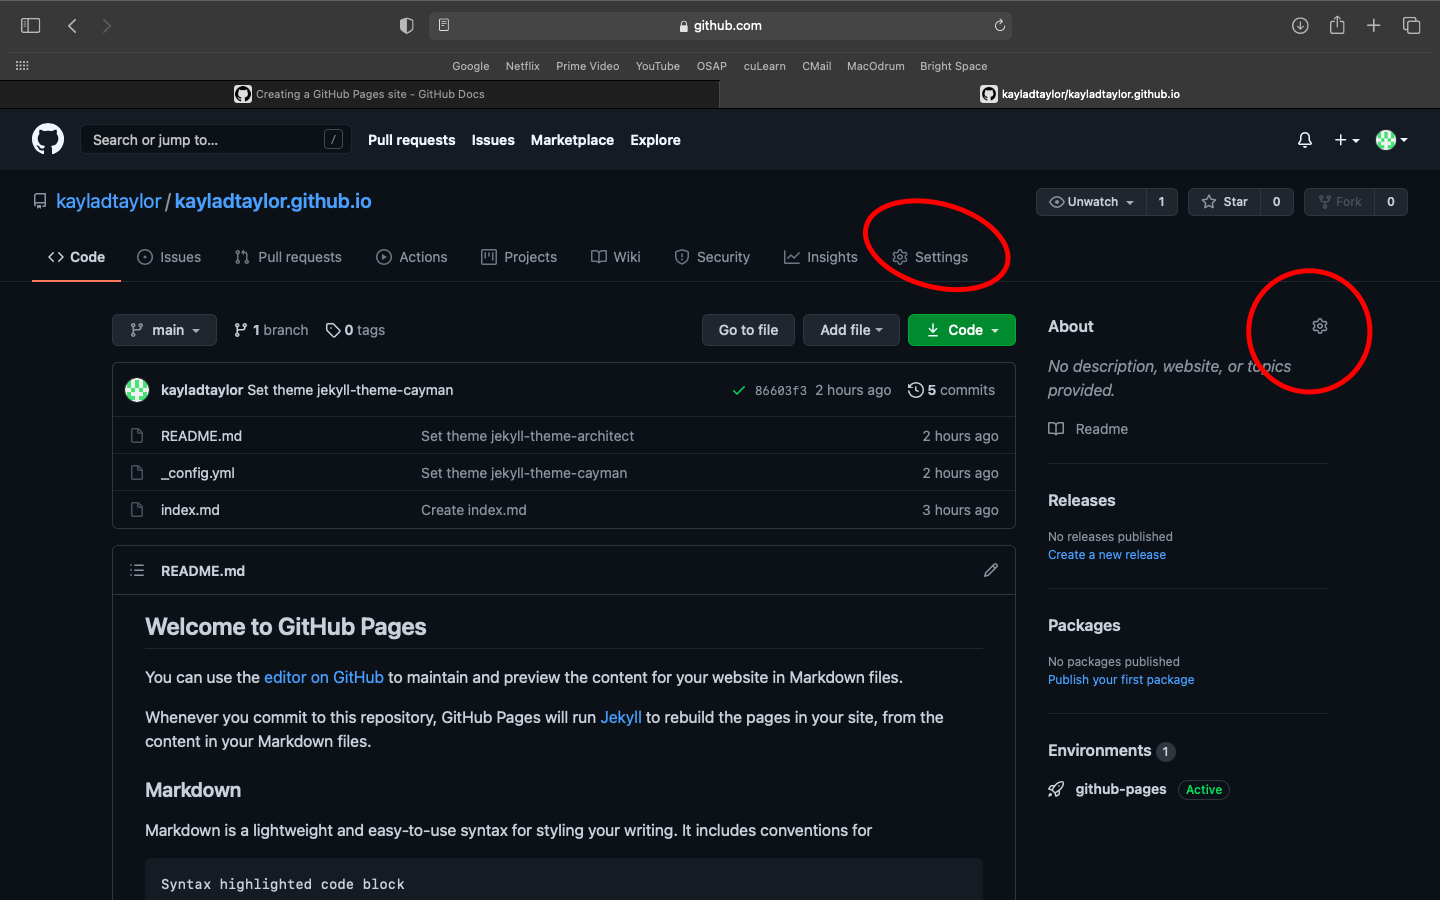 github.com
Google Netflix Prime Video YouTube OSAP cuLearn CMail MacOdrum Bright Space
Creating a GitHub Pages site - GitHub Docs kayladtaylor/kayladtaylor.github.io
Search or jump to... / Pull requests Issues Marketplace Explore
kayladtaylor / kayladtaylor.github.io Unwatch 1 Star 0 Fork 0
Code Issues Pull requests Actions Projects Wiki Security Insights Settings
main 1 branch 0 tags Go to file Add file Code
kayladtaylor Set theme jekyll-theme-cayman 86603f3 2 hours ago 5 commits
README.md Set theme jekyll-theme-architect 2 hours ago
_config.yml Set theme jekyll-theme-cayman 2 hours ago
index.md Create index.md 3 hours ago
README.md
Welcome to GitHub Pages
You can use the editor on GitHub to maintain and preview the content for your website in Markdown files.
Whenever you commit to this repository, GitHub Pages will run Jekyll to rebuild the pages in your site, from the
content in your Markdown files.
Markdown
Markdown is a lightweight and easy-to-use syntax for styling your writing. It includes conventions for
Syntax highlighted code block
About
No description, website, or topics
provided.
Readme
Releases
No releases published
Create a new release
Packages
No packages published
Publish your first package
Environments 1
github-pages Active